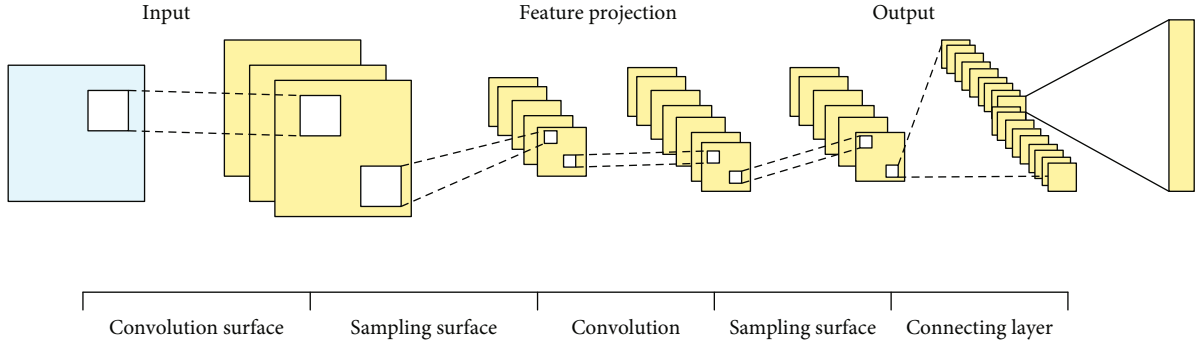 Input
Feature projection
Output
Convolution surface
Sampling surface
Convolution
Sampling surface
Connecting layer